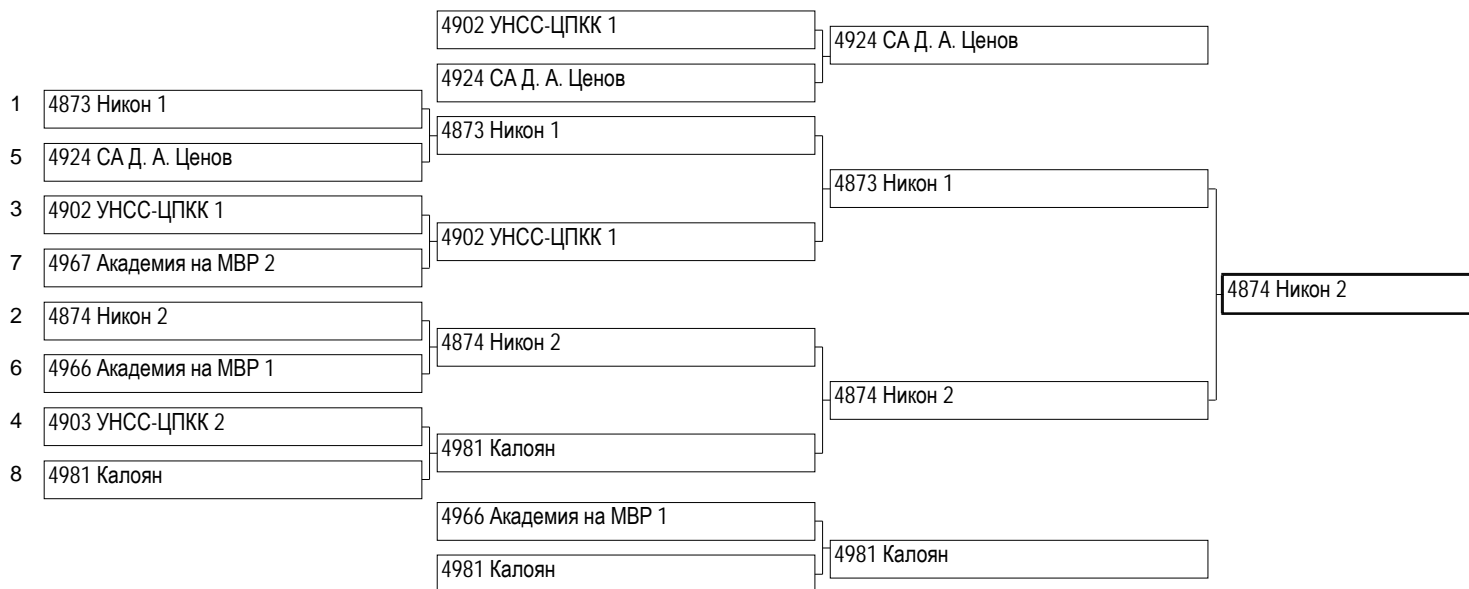 4902 УНСС-ЦПКК 1
4924 СА Д. А. Ценов
4924 СА Д. А. Ценов
1 4873 Никон 1
5 4924 СА Д. А. Ценов
3 4902 УНСС-ЦПКК 1
7 4967 Академия на МВР 2
2 4874 Никон 2
6 4966 Академия на МВР 1
4 4903 УНСС-ЦПКК 2
8 4981 Калоян
4873 Никон 1
4902 УНСС-ЦПКК 1
4874 Никон 2
4981 Калоян
4873 Никон 1
4874 Никон 2
4874 Никон 2
4966 Академия на МВР 1
4981 Калоян
4981 Калоян